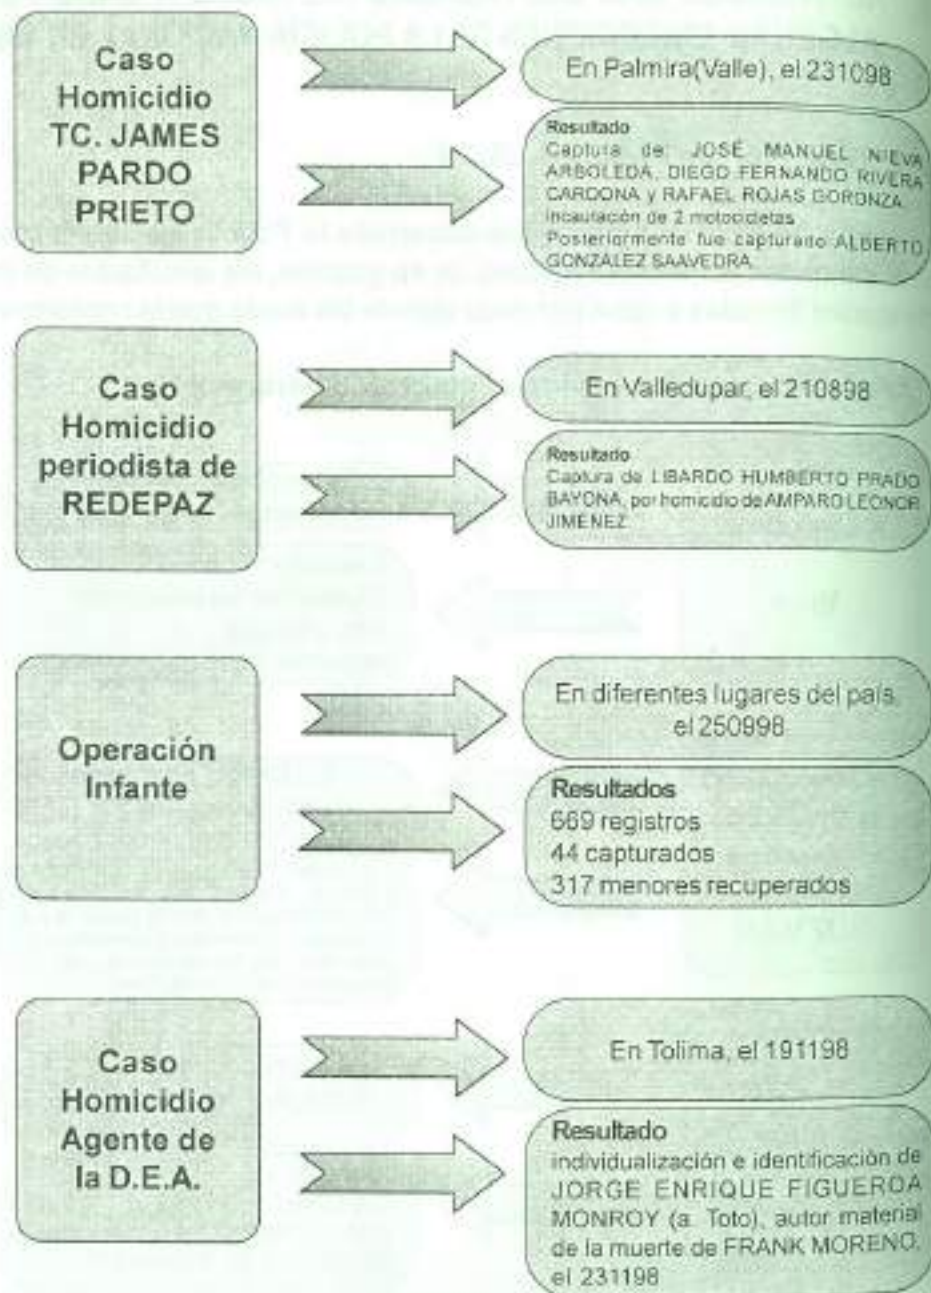 Caso
Homicidio
TC. JAMES
PARDO
PRIETO
En Palmira(Valle), el 231098
Resultado
Captura de: JOSÉ MANUEL NIEVA
ARBOLEDA, DIEGO FERNANDO RIVERA
CARDONA y RAFAEL ROJAS GORONZA.
Incautación de 2 motocicletas
Posteriormente fue capturado ALBERTO
GONZÁLEZ SAAVEDRA.
Caso
Homicidio
periodista de
REDEPAZ
En Valledupar, el 210898
Resultado
Captura de LIBARDO HUMBERTO PRADO
BAYONA, por homicidio de AMPARO LEONOR
JIMENEZ.
Operación
Infante
En diferentes lugares del país,
el 250998
Resultados
669 registros
44 capturados
317 menores recuperados
Caso
Homicidio
Agente de
la D.E.A.
En Tolima, el 191198
Resultado
individualización e identificación de
JORGE ENRIQUE FIGUEROA
MONROY (a. Toto), autor material
de la muerte de FRANK MORENO,
el 231198